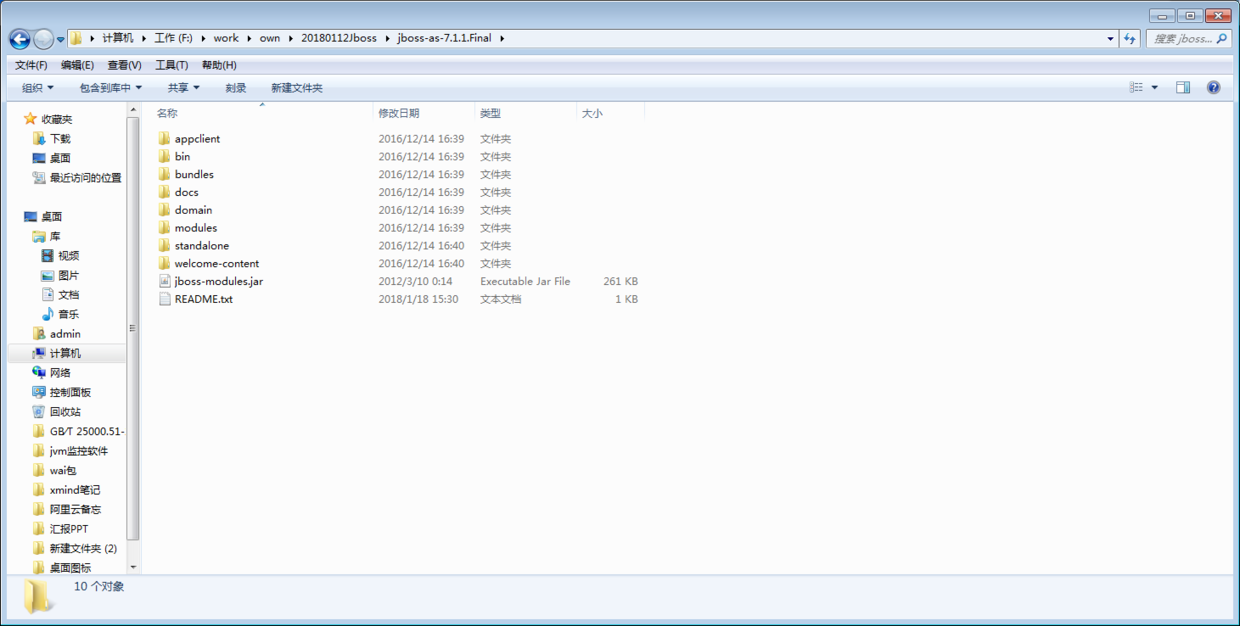 计算机 工作 (F:) work own 20180112Jboss jboss-as-7.1.1.Final 搜索 jboss...
文件(F) 编辑(E) 查看(V) 工具(T) 帮助(H)
组织 包含到库中 共享 刻录 新建文件夹
收藏夹
下载
桌面
最近访问的位置
桌面
库
视频
图片
文档
音乐
admin
计算机
网络
控制面板
回收站
GB∕T 25000.51-
jvm监控软件
wai包
xmind笔记
阿里云备忘
汇报PPT
新建文件夹 (2)
桌面图标
名称 修改日期 类型 大小
appclient 2016/12/14 16:39 文件夹
bin 2016/12/14 16:39 文件夹
bundles 2016/12/14 16:39 文件夹
docs 2016/12/14 16:39 文件夹
domain 2016/12/14 16:39 文件夹
modules 2016/12/14 16:39 文件夹
standalone 2016/12/14 16:40 文件夹
welcome-content 2016/12/14 16:40 文件夹
jboss-modules.jar 2012/3/10 0:14 Executable Jar File 261 KB
README.txt 2018/1/18 15:30 文本文档 1 KB
10 个对象